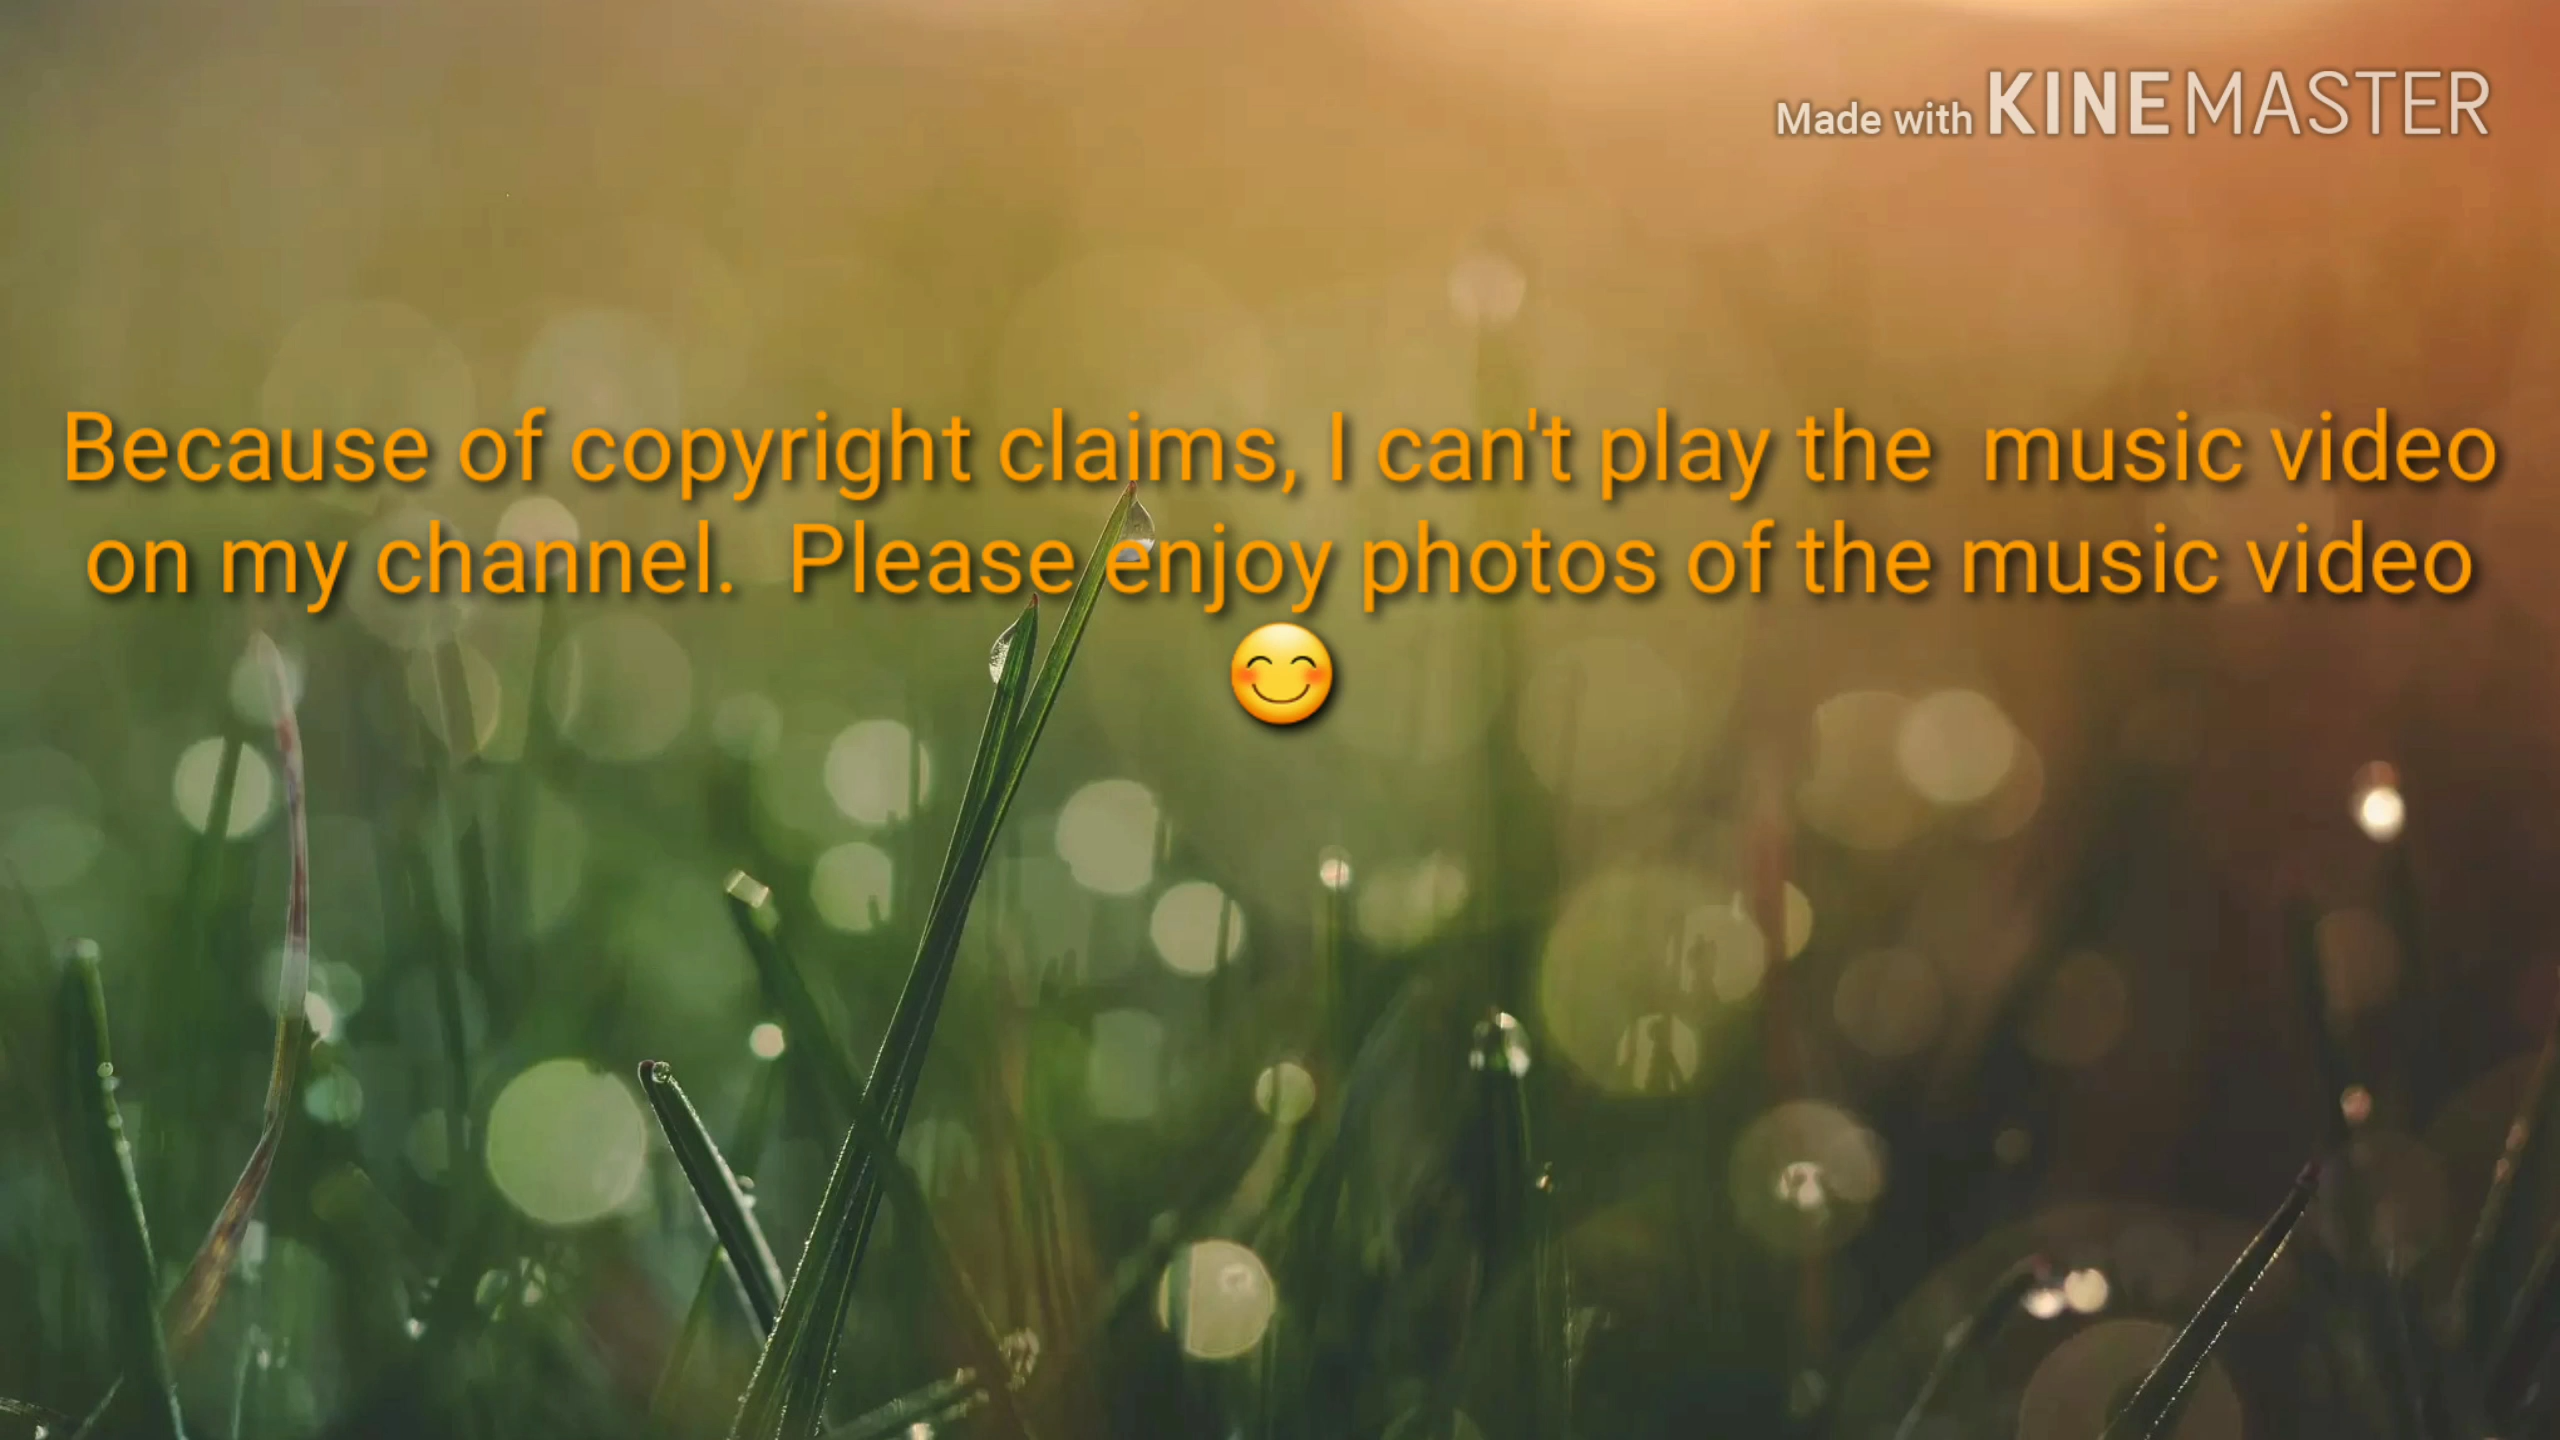 Made with KINEMASTER
Because of copyright claims, I can't play the  music video
on my channel.  Please enjoy photos of the music video
😊